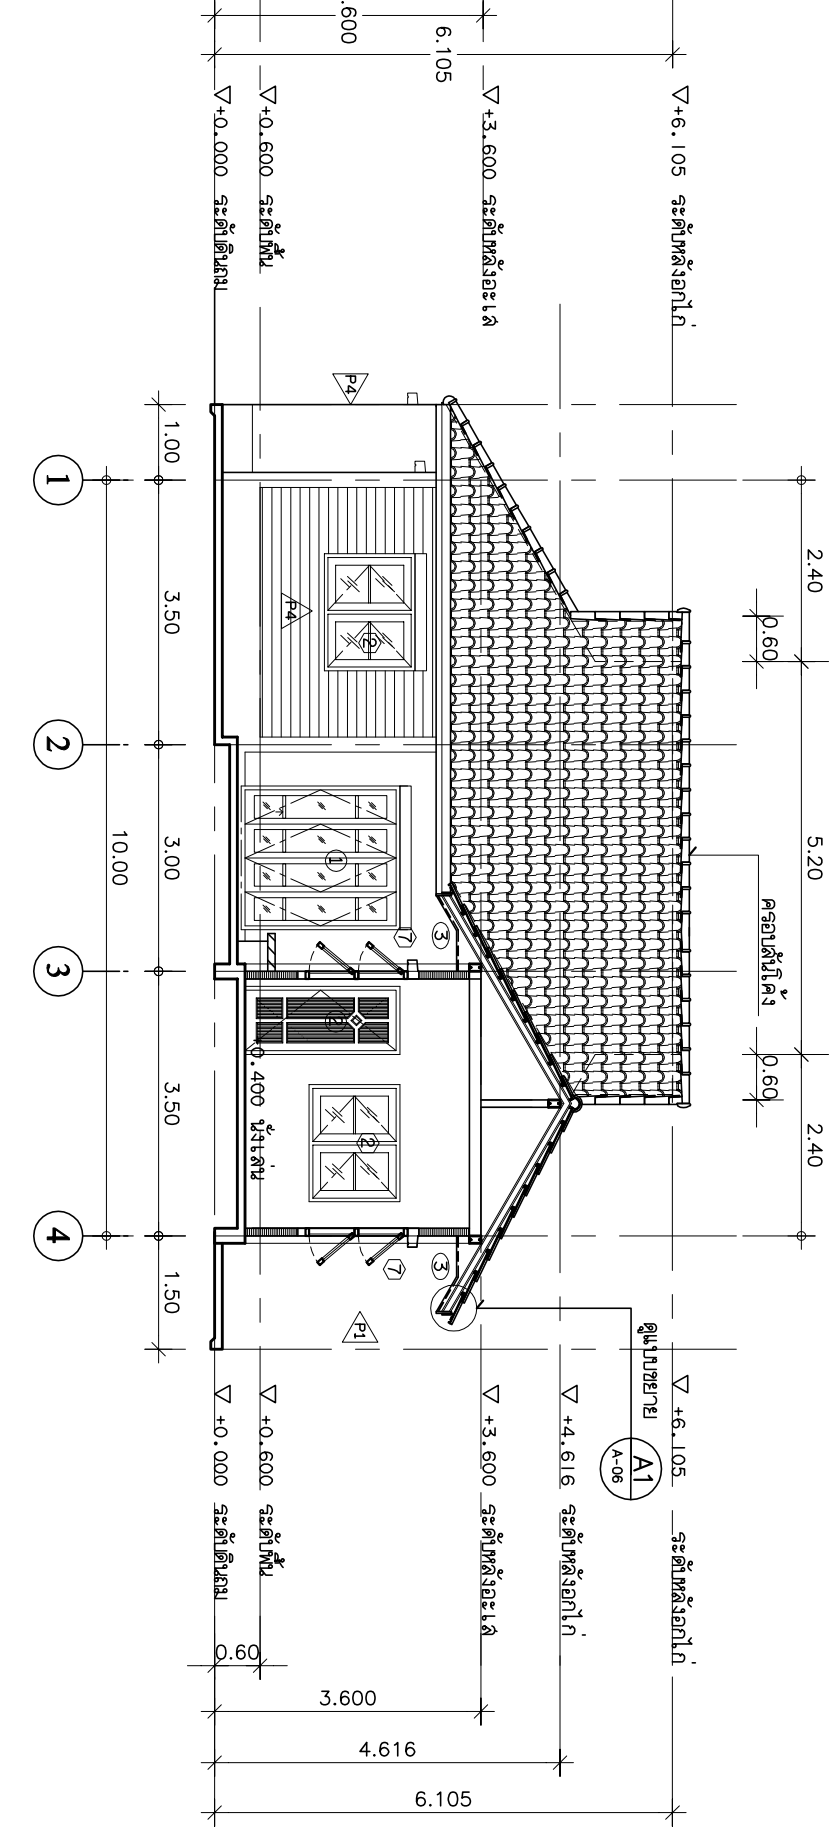 2.40
5.20
2.40
0.60
0.60
ครอบสันโค้ง
ดูแบบขยาย
A1
A-06
+6.105 ระดับหลังอกไก่
+3.600 ระดับหลังอะเส
+0.600 ระดับพื้น
+0.000 ระดับดินถม
6.105
.600
+6.105 ระดับหลังอกไก่
+4.616 ระดับหลังอกไก่
+3.600 ระดับหลังอะเส
+0.600 ระดับพื้น
+0.000 ระดับดินถม
0.60
3.600
4.616
6.105
P4
P4
2
1
7
3
2
+0.400 นั่งเล่น
2
7
3
P1
1.00
3.50
3.00
3.50
1.50
10.00
1
2
3
4